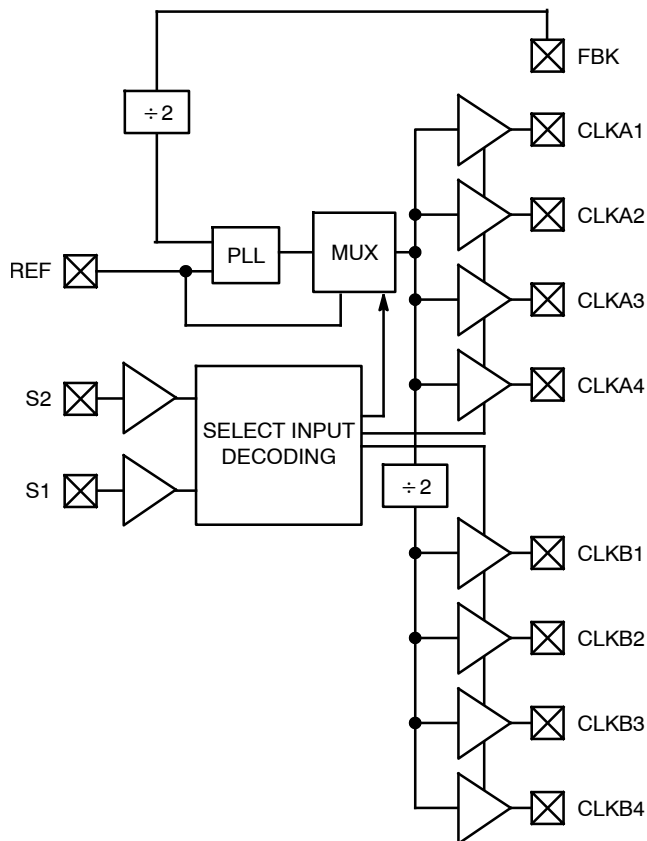 FBK
÷2
CLKA1
CLKA2
PLL
MUX
REF
CLKA3
CLKA4
S2
SELECT INPUT
DECODING
S1
÷2
CLKB1
CLKB2
CLKB3
CLKB4